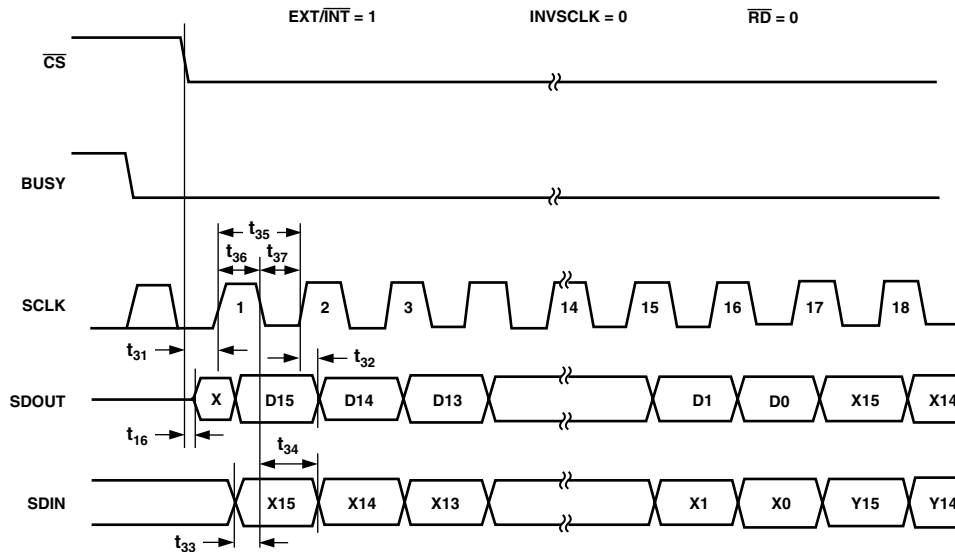 EXT/INT = 1 INVSCLK = 0 RD = 0
CS
BUSY
t35
t36 t37
SCLK 1 2 3 14 15 16 17 18
t31 t32
SDOUT X D15 D14 D13 D1 D0 X15 X14
t16
t34
SDIN X15 X14 X13 X1 X0 Y15 Y14
t33